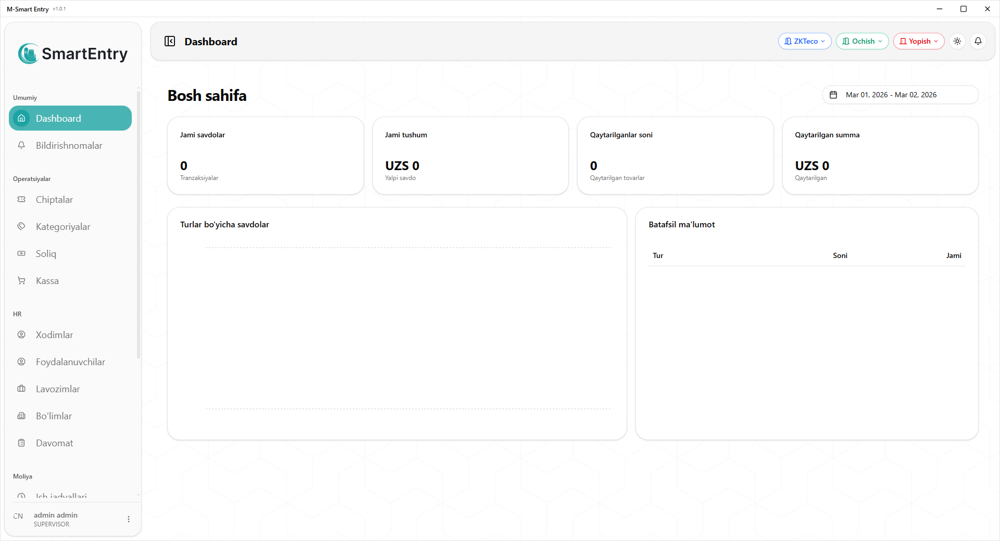 M-Smart Entry v1.0.1
SmartEntry
Umumiy
Dashboard
Bildirishnomalar
Operatsiyalar
Chiptalar
Kategoriyalar
Soliq
Kassa
HR
Xodimlar
Foydalanuvchilar
Lavozimlar
Bo'limlar
Davomat
Moliya
Ish jadvallari
CN
admin admin
SUPERVISOR
Dashboard
ZKTeco
Ochish
Yopish
Bosh sahifa
Mar 01, 2026 - Mar 02, 2026
Jami savdolar
0
Tranzaksiyalar
Jami tushum
UZS 0
Yalpi savdo
Qaytarilganlar soni
0
Qaytarilgan tovarlar
Qaytarilgan summa
UZS 0
Qaytarilgan
Turlar bo'yicha savdolar
Batafsil ma'lumot
Tur Soni Jami